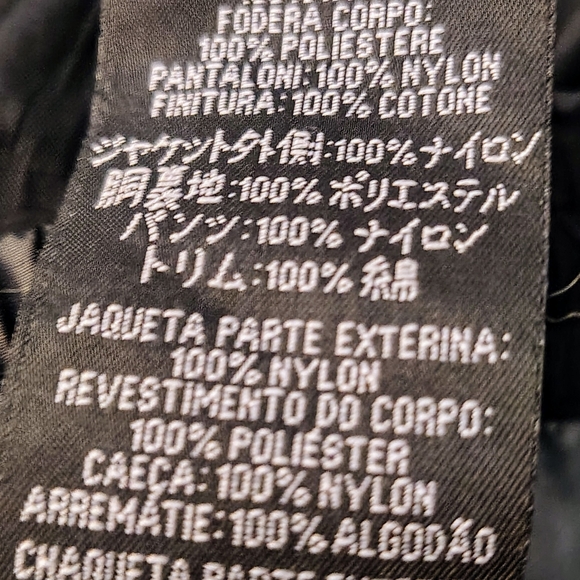 FODERA CORPO:
100% POLIESTERE
PANTALONI: 100% NYLON
FINITURA: 100% COTONE
ジャケット外側:100% ナイロン
胴裏地:100% ポリエステル
パンツ:100% ナイロン
トリム:100% 綿
JAQUETA PARTE EXTERINA:
100% NYLON
REVESTIMENTO DO CORPO:
100% POLIÉSTER
CAEÇA: 100% NYLON
ARREMATIE: 100% ALGODÃO
CHAQUETA PARTE